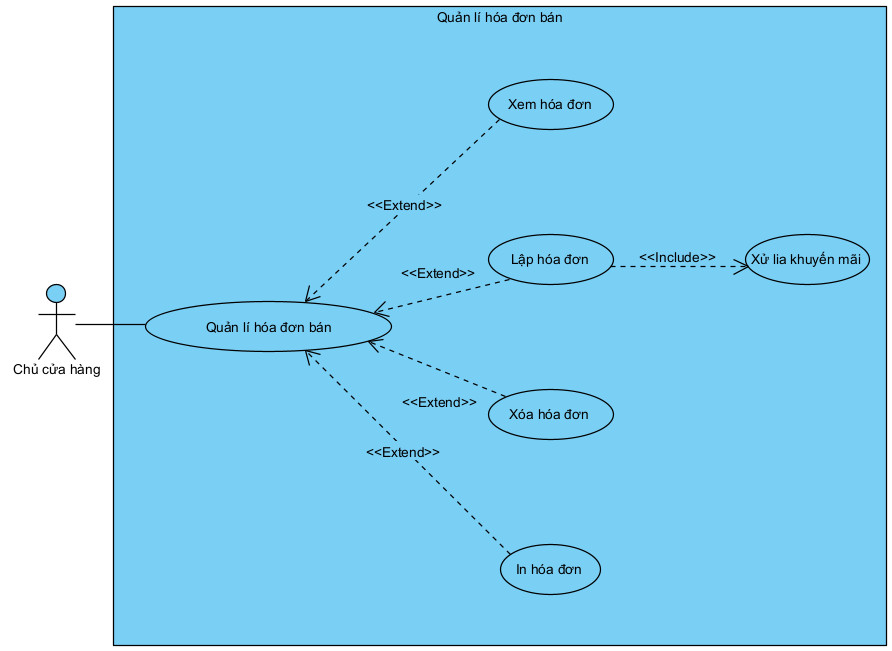 Quản lí hóa đơn bán
Xem hóa đơn
<<Extend>>
Lập hóa đơn
<<Include>>
Xử lia khuyến mãi
<<Extend>>
Quản lí hóa đơn bán
Chủ cửa hàng
<<Extend>>
Xóa hóa đơn
<<Extend>>
In hóa đơn